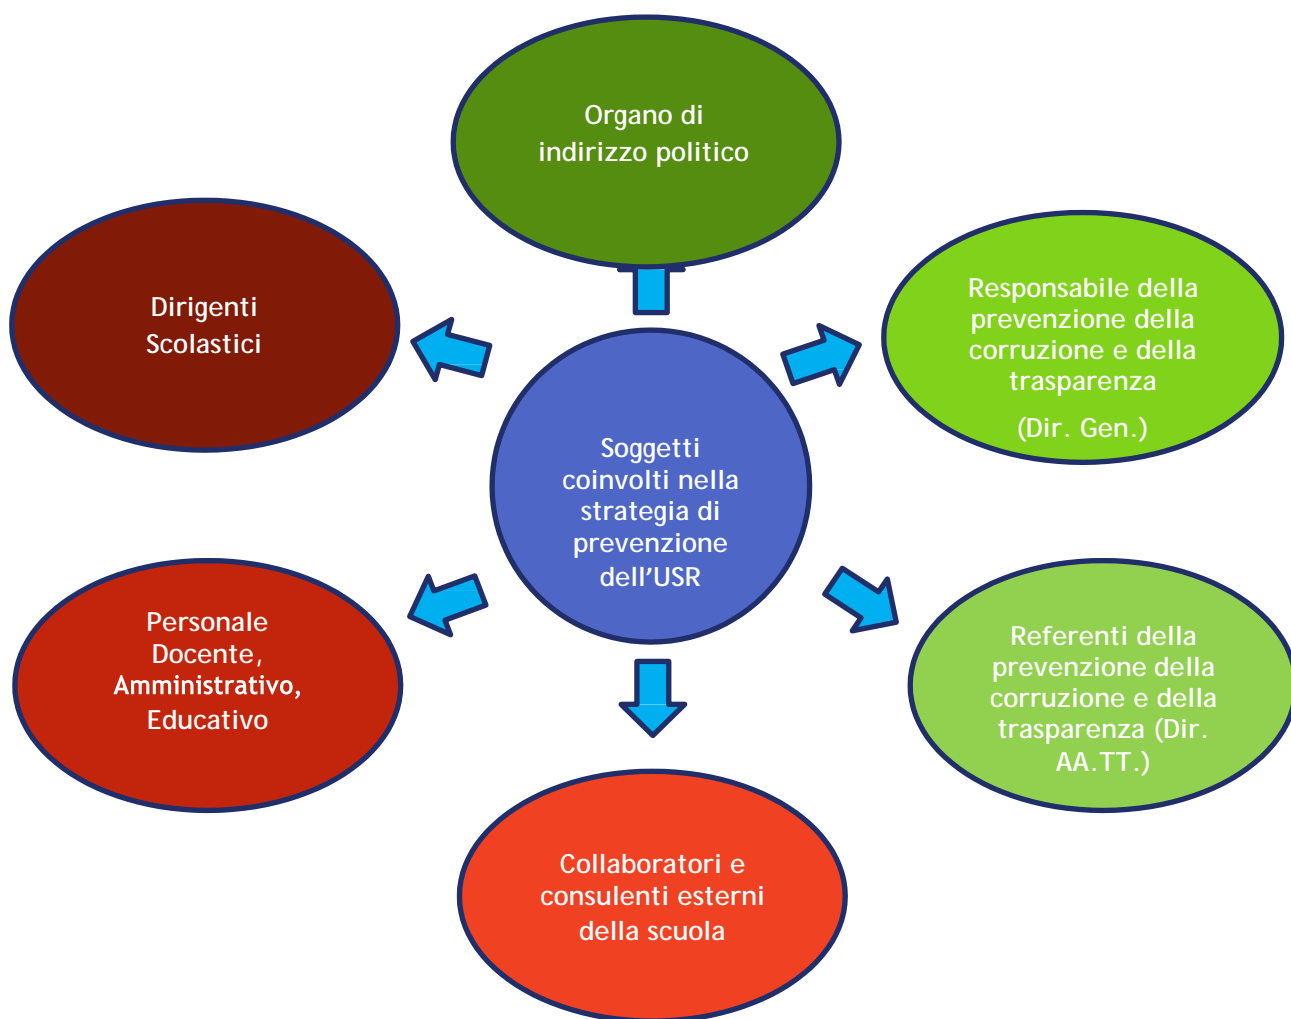 Organo di
indirizzo politico
Dirigenti
Scolastici
Responsabile della
prevenzione della
corruzione e della
trasparenza
(Dir. Gen.)
Soggetti
coinvolti nella
strategia di
prevenzione
dell’USR
Personale
Docente,
Amministrativo,
Educativo
Referenti della
prevenzione della
corruzione e della
trasparenza (Dir.
AA.TT.)
Collaboratori e
consulenti esterni
della scuola